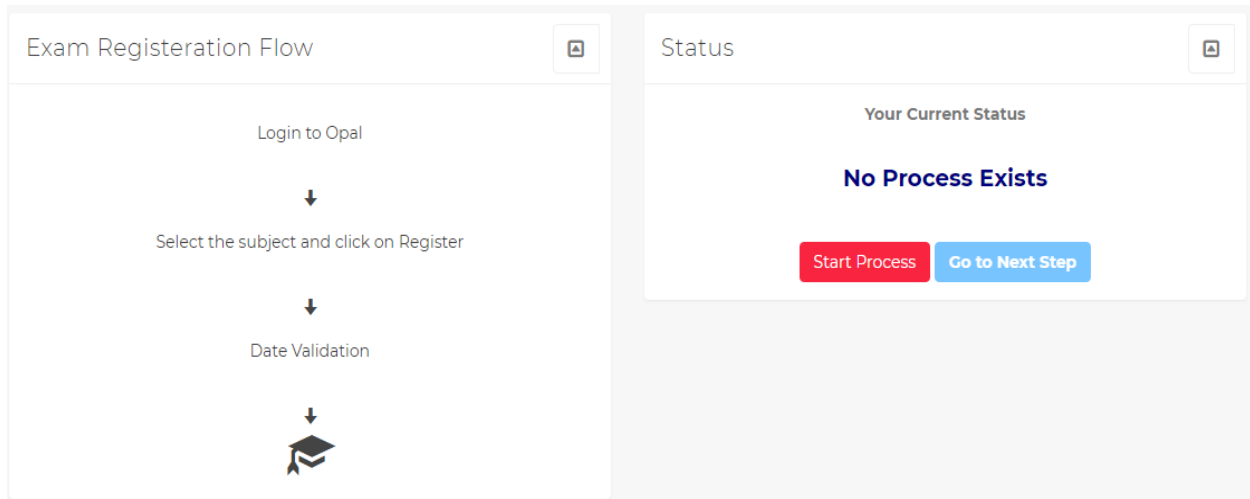 Exam Registeration Flow
Login to Opal
Select the subject and click on Register
Date Validation
Status
Your Current Status
No Process Exists
Start Process
Go to Next Step